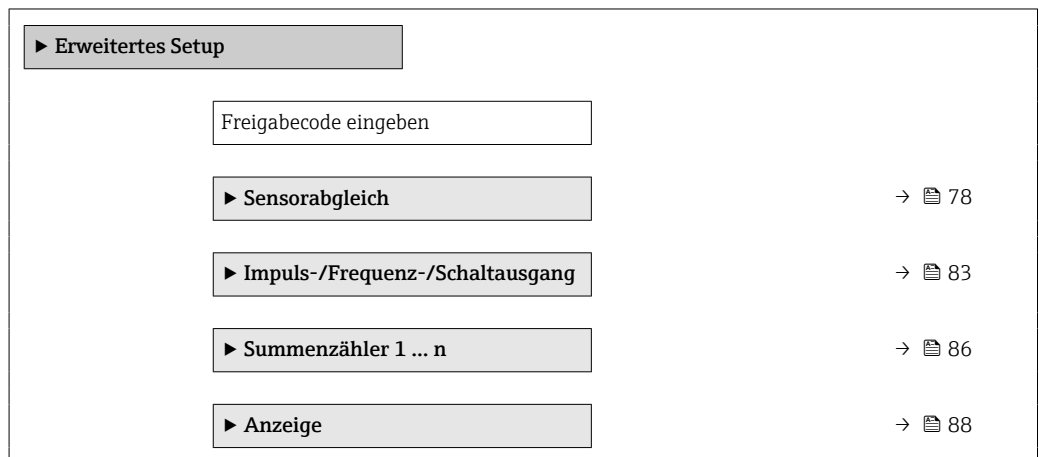 ▶ Erweitertes Setup
Freigabecode eingeben
▶ Sensorabgleich → 78
▶ Impuls-/Frequenz-/Schaltausgang → 83
▶ Summenzähler 1 … n → 86
▶ Anzeige → 88